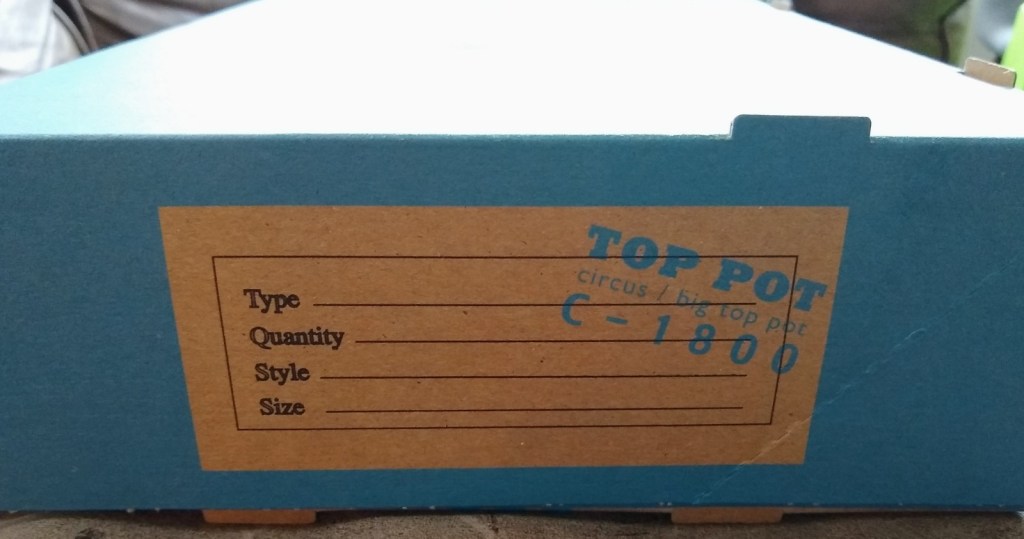 TOP POT
circus / big top pot
C-1800
Type
Quantity
Style
Size